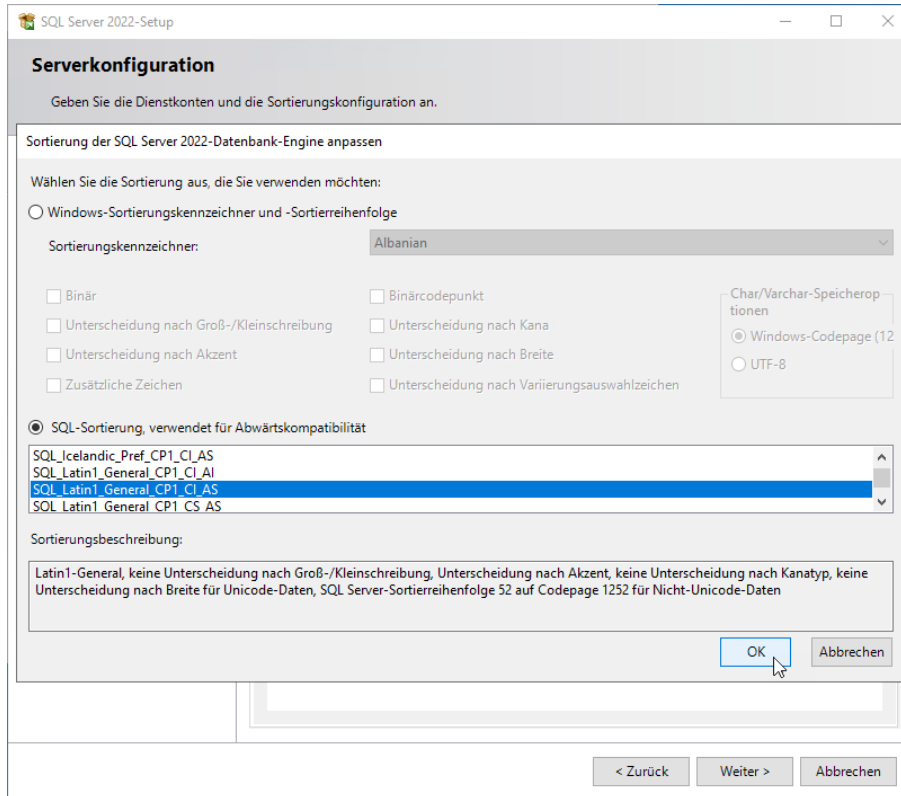 SQL Server 2022-Setup
Serverkonfiguration
Geben Sie die Dienstkonten und die Sortierungskonfiguration an.
Sortierung der SQL Server 2022-Datenbank-Engine anpassen
Wählen Sie die Sortierung aus, die Sie verwenden möchten:
Windows-Sortierungskennzeichner und -Sortierreihenfolge
Sortierungskennzeichner:
Albanian
Binär
Binärcodepunkt
Char/Varchar-Speicherop
tionen
Unterscheidung nach Groß-/Kleinschreibung
Unterscheidung nach Kana
Windows-Codepage (12
Unterscheidung nach Akzent
Unterscheidung nach Breite
UTF-8
Zusätzliche Zeichen
Unterscheidung nach Variierungsauswahlzeichen
SQL-Sortierung, verwendet für Abwärtskompatibilität
SQL_Icelandic_Pref_CP1_CI_AS
SQL_Latin1_General_CP1_CI_AI
SQL_Latin1_General_CP1_CI_AS
SQL_Latin1_General_CP1_CS_AS
Sortierungsbeschreibung:
Latin1-General, keine Unterscheidung nach Groß-/Kleinschreibung, Unterscheidung nach Akzent, keine Unterscheidung nach Kanatyp, keine
Unterscheidung nach Breite für Unicode-Daten, SQL Server-Sortierreihenfolge 52 auf Codepage 1252 für Nicht-Unicode-Daten
OK
Abbrechen
< Zurück
Weiter >
Abbrechen